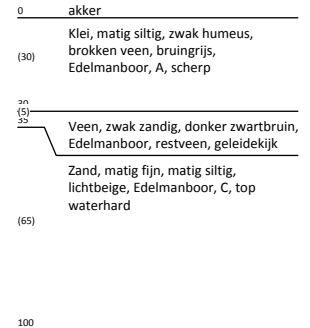 0 akker
Klei, matig siltig, zwak humeus,
brokken veen, bruingrijs,
(30)
Edelmanboor, A, scherp
30
(5)
35
Veen, zwak zandig, donker zwartbruin,
Edelmanboor, restveen, geleidekijk
Zand, matig fijn, matig siltig,
lichtbeige, Edelmanboor, C, top
waterhard
(65)
100